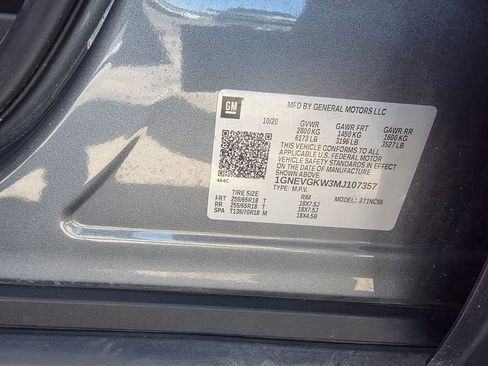 GM
MFD BY GENERAL MOTORS LLC
10/20 GVWR GAWR FRT GAWR RR
2800 KG 1450 KG 1600 KG
6173 LB 3196 LB 3527 LB
THIS VEHICLE CONFORMS TO ALL
APPLICABLE U.S. FEDERAL MOTOR
VEHICLE SAFETY STANDARDS IN EFFECT
ON THE DATE OF MANUFACTURE
SHOWN ABOVE.
1GNEVGKW3MJ107357
TYPE: M.P.V. MODEL: 371NC56
464C
TIRE SIZE RIM
FRT 255/65R18 T 18X7.5J
RR 255/65R18 T 18X7.5J
SPA T135/70R18 M 18X4.5B